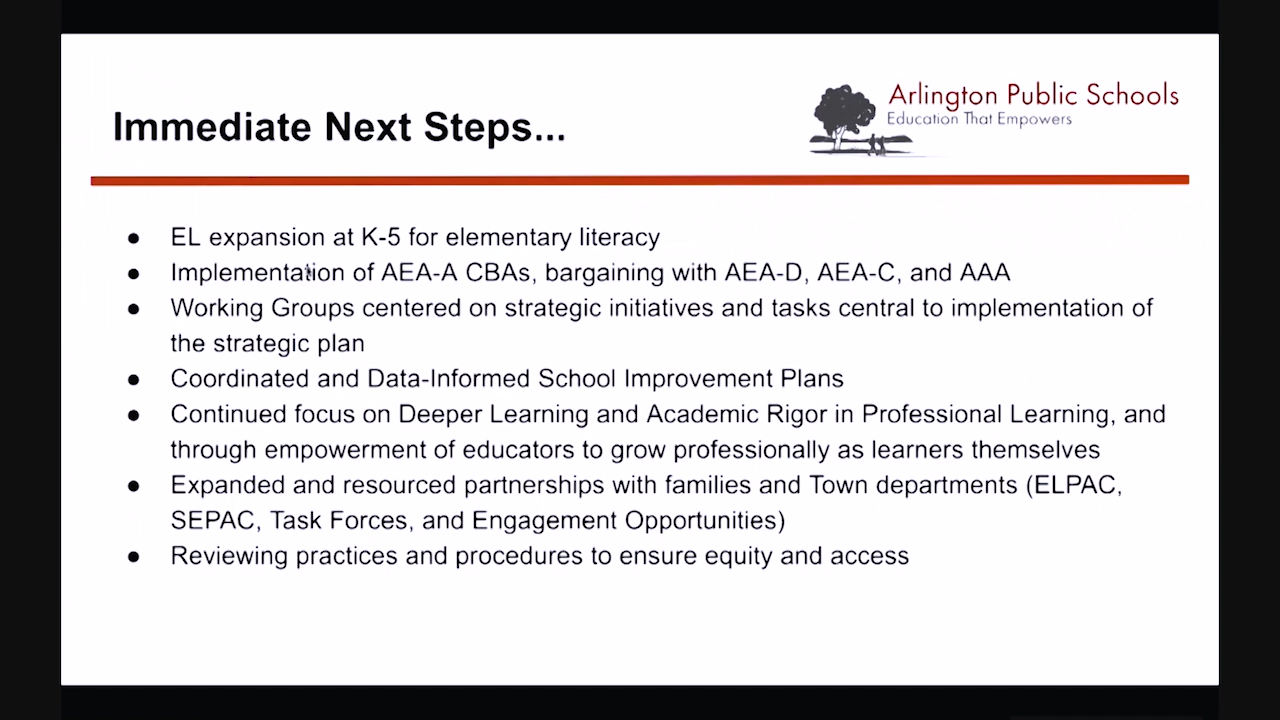 Immediate Next Steps...
Arlington Public Schools
Education That Empowers
● EL expansion at K-5 for elementary literacy
● Implementation of AEA-A CBAs, bargaining with AEA-D, AEA-C, and AAA
● Working Groups centered on strategic initiatives and tasks central to implementation of
the strategic plan
● Coordinated and Data-Informed School Improvement Plans
● Continued focus on Deeper Learning and Academic Rigor in Professional Learning, and
through empowerment of educators to grow professionally as learners themselves
● Expanded and resourced partnerships with families and Town departments (ELPAC,
SEPAC, Task Forces, and Engagement Opportunities)
● Reviewing practices and procedures to ensure equity and access